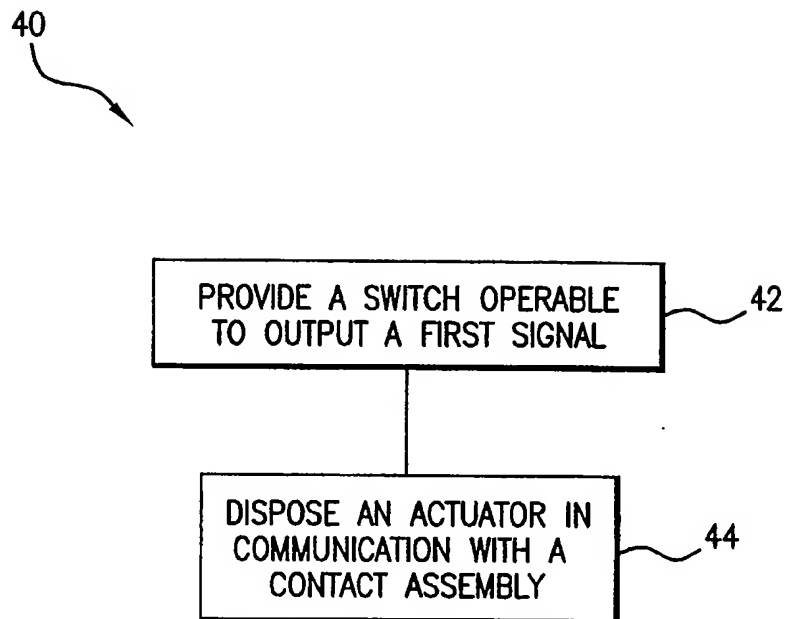 40
PROVIDE A SWITCH OPERABLE
TO OUTPUT A FIRST SIGNAL
42
DISPOSE AN ACTUATOR IN
COMMUNICATION WITH A
CONTACT ASSEMBLY
44